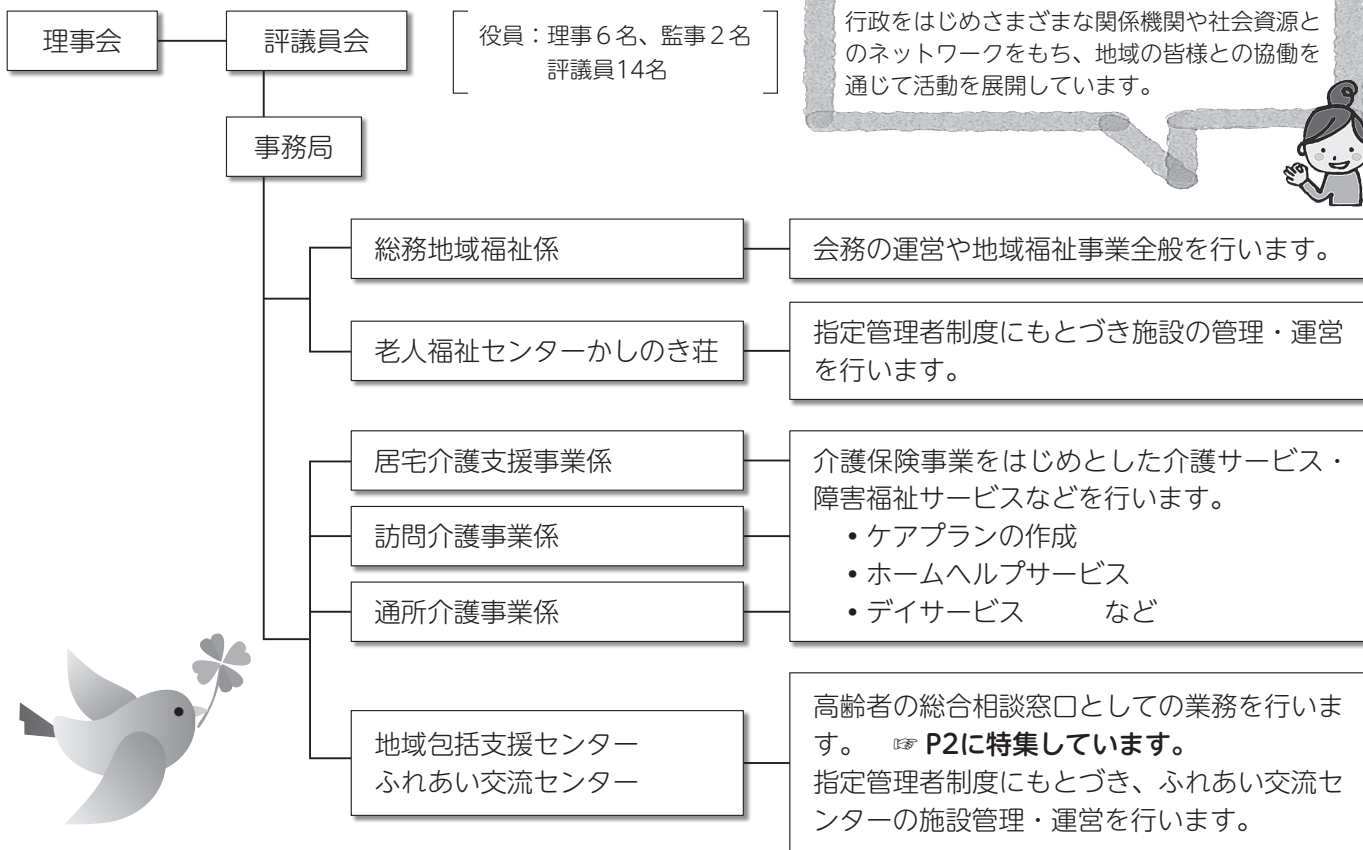 理事会
評議員会
役員：理事６名、監事２名
評議員14名
行政をはじめさまざまな関係機関や社会資源と
のネットワークをもち、地域の皆様との協働を
通じて活動を展開しています。
事務局
総務地域福祉係
会務の運営や地域福祉事業全般を行います。
老人福祉センターかしのき荘
指定管理者制度にもとづき施設の管理・運営
を行います。
居宅介護支援事業係
訪問介護事業係
通所介護事業係
介護保険事業をはじめとした介護サービス・
障害福祉サービスなどを行います。
•ケアプランの作成
•ホームヘルプサービス
•デイサービス　　など
地域包括支援センター
ふれあい交流センター
高齢者の総合相談窓口としての業務を行いま
す。　☞ P2に特集しています。
指定管理者制度にもとづき、ふれあい交流セ
ンターの施設管理・運営を行います。